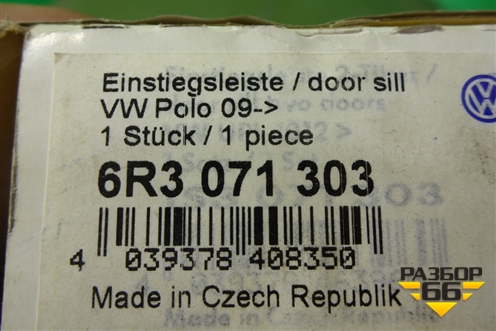 Einstiegsleiste / door sill
VW Polo 09->
1 Stück / 1 piece
6R3 071 303
4 039378 408350
Made in Czech Republik
РАЗБОР
66